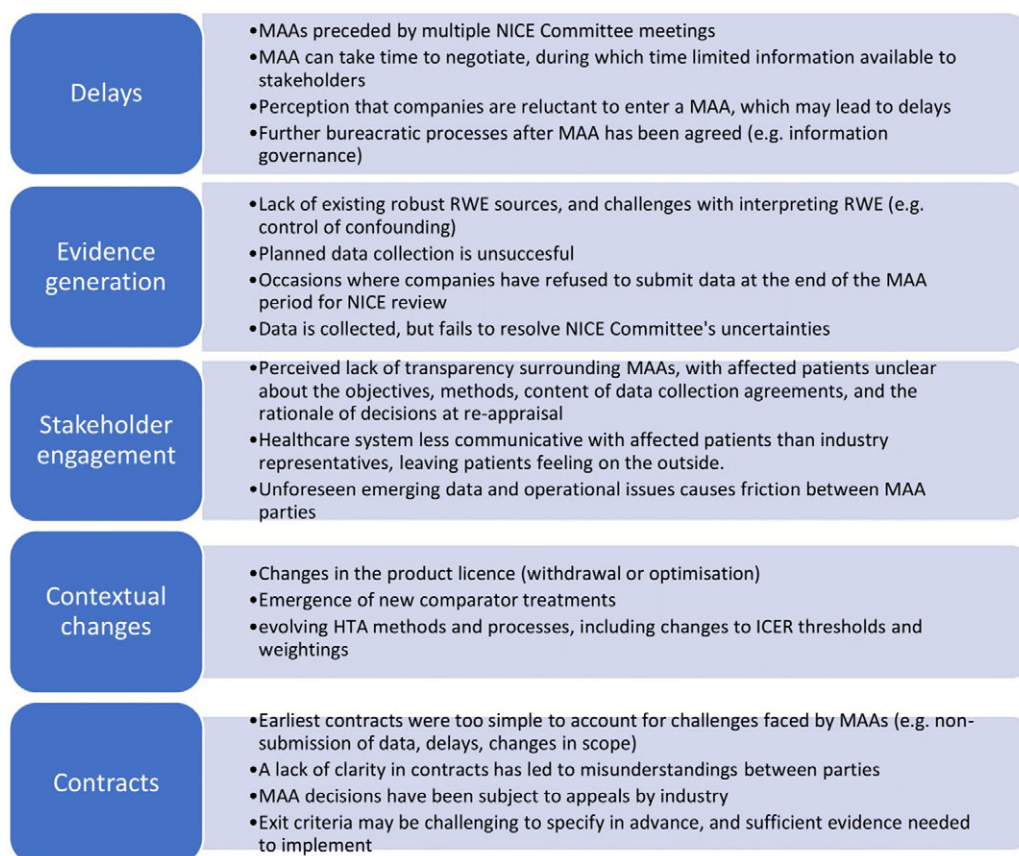 Delays
•MAAs preceded by multiple NICE Committee meetings
•MAA can take time to negotiate, during which time limited information available to
stakeholders
•Perception that companies are reluctant to enter a MAA, which may lead to delays
•Further bureacratic processes after MAA has been agreed (e.g. information
governance)
Evidence
generation
•Lack of existing robust RWE sources, and challenges with interpreting RWE (e.g.
control of confounding)
•Planned data collection is unsuccesful
•Occasions where companies have refused to submit data at the end of the MAA
period for NICE review
•Data is collected, but fails to resolve NICE Committee's uncertainties
Stakeholder
engagement
•Perceived lack of transparency surrounding MAAs, with affected patients unclear
about the objectives, methods, content of data collection agreements, and the
rationale of decisions at re-appraisal
•Healthcare system less communicative with affected patients than industry
representatives, leaving patients feeling on the outside.
•Unforeseen emerging data and operational issues causes friction between MAA
parties
Contextual
changes
•Changes in the product licence (withdrawal or optimisation)
•Emergence of new comparator treatments
•evolving HTA methods and processes, including changes to ICER thresholds and
weightings
Contracts
•Earliest contracts were too simple to account for challenges faced by MAAs (e.g. non-
submission of data, delays, changes in scope)
•A lack of clarity in contracts has led to misunderstandings between parties
•MAA decisions have been subject to appeals by industry
•Exit criteria may be challenging to specify in advance, and sufficient evidence needed
to implement